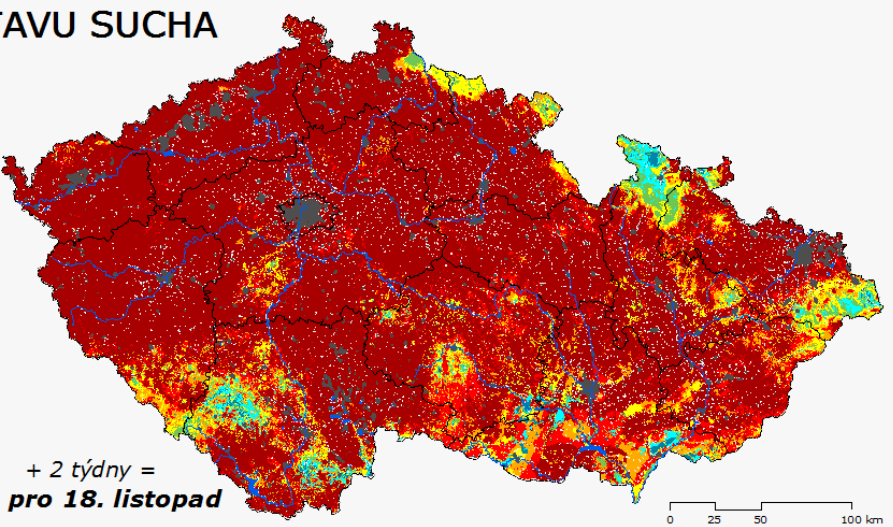 TAVU SUCHA
+ 2 týdny =
pro 18. listopad
0 25 50 100 km